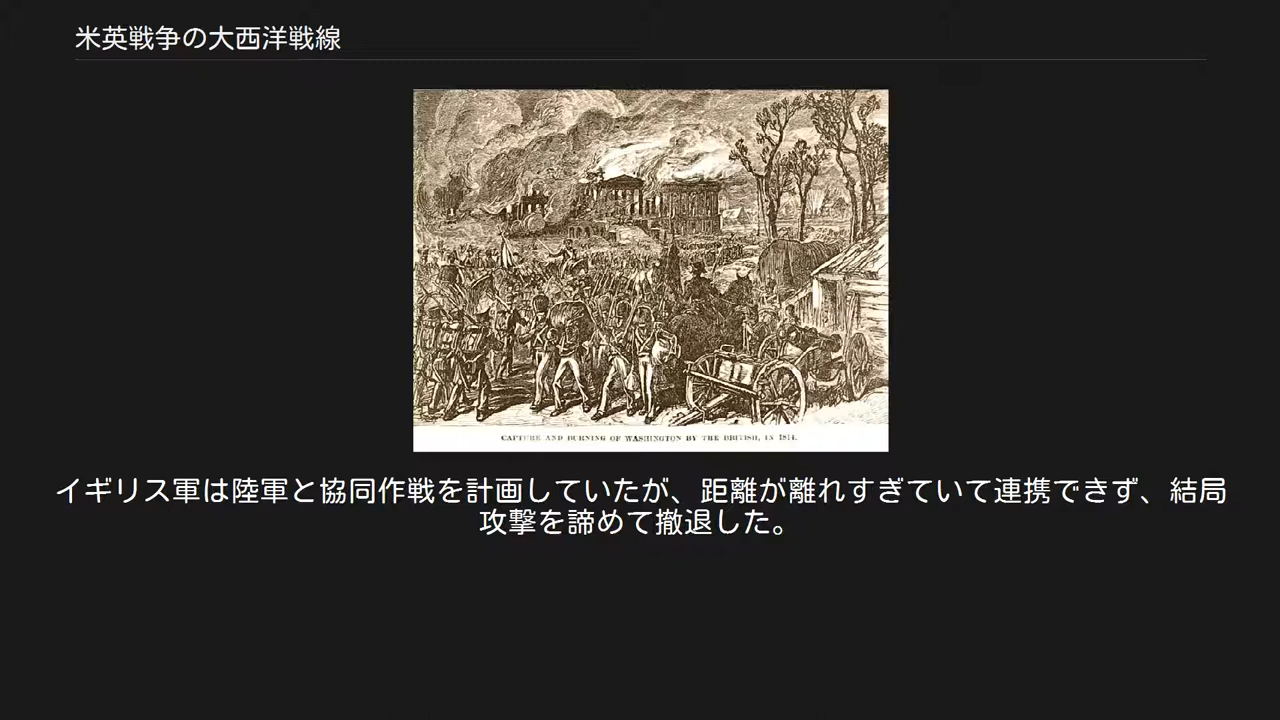 米英戦争の大西洋戦線
CAPTURE AND BURNING OF WASHINGTON BY THE BRITISH, IN 1814.
イギリス軍は陸軍と協同作戦を計画していたが、距離が離れすぎていて連携できず、結局
攻撃を諦めて撤退した。